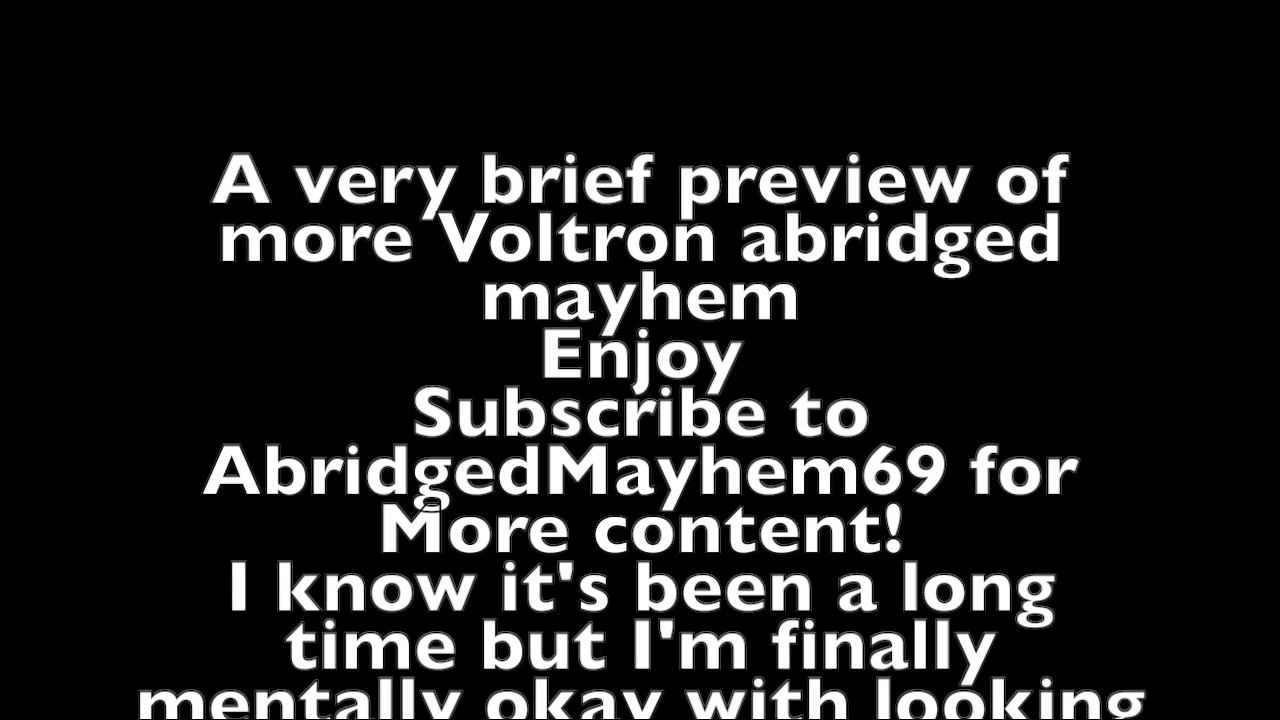 A very brief preview of
more Voltron abridged
mayhem
Enjoy
Subscribe to
AbridgedMayhem69 for
More content!
I know it's been a long
time but I'm finally
mentally okay with looking